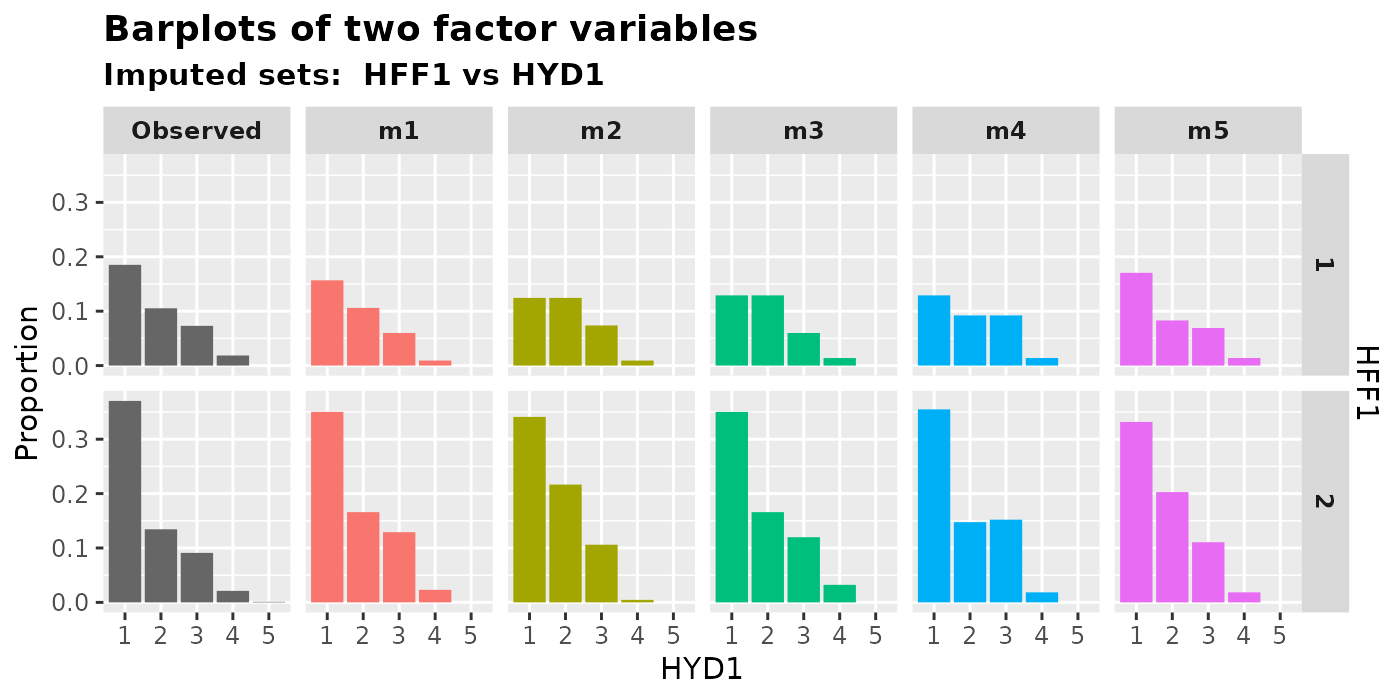 Barplots of two factor variables
Imputed sets:  HFF1 vs HYD1
Observed m1 m2 m3 m4 m5
0.3
0.2
0.1
0.0
1
0.3
0.2
0.1
0.0
2
Proportion
HFF1
1 2 3 4 5 1 2 3 4 5 1 2 3 4 5 1 2 3 4 5 1 2 3 4 5 1 2 3 4 5
HYD1